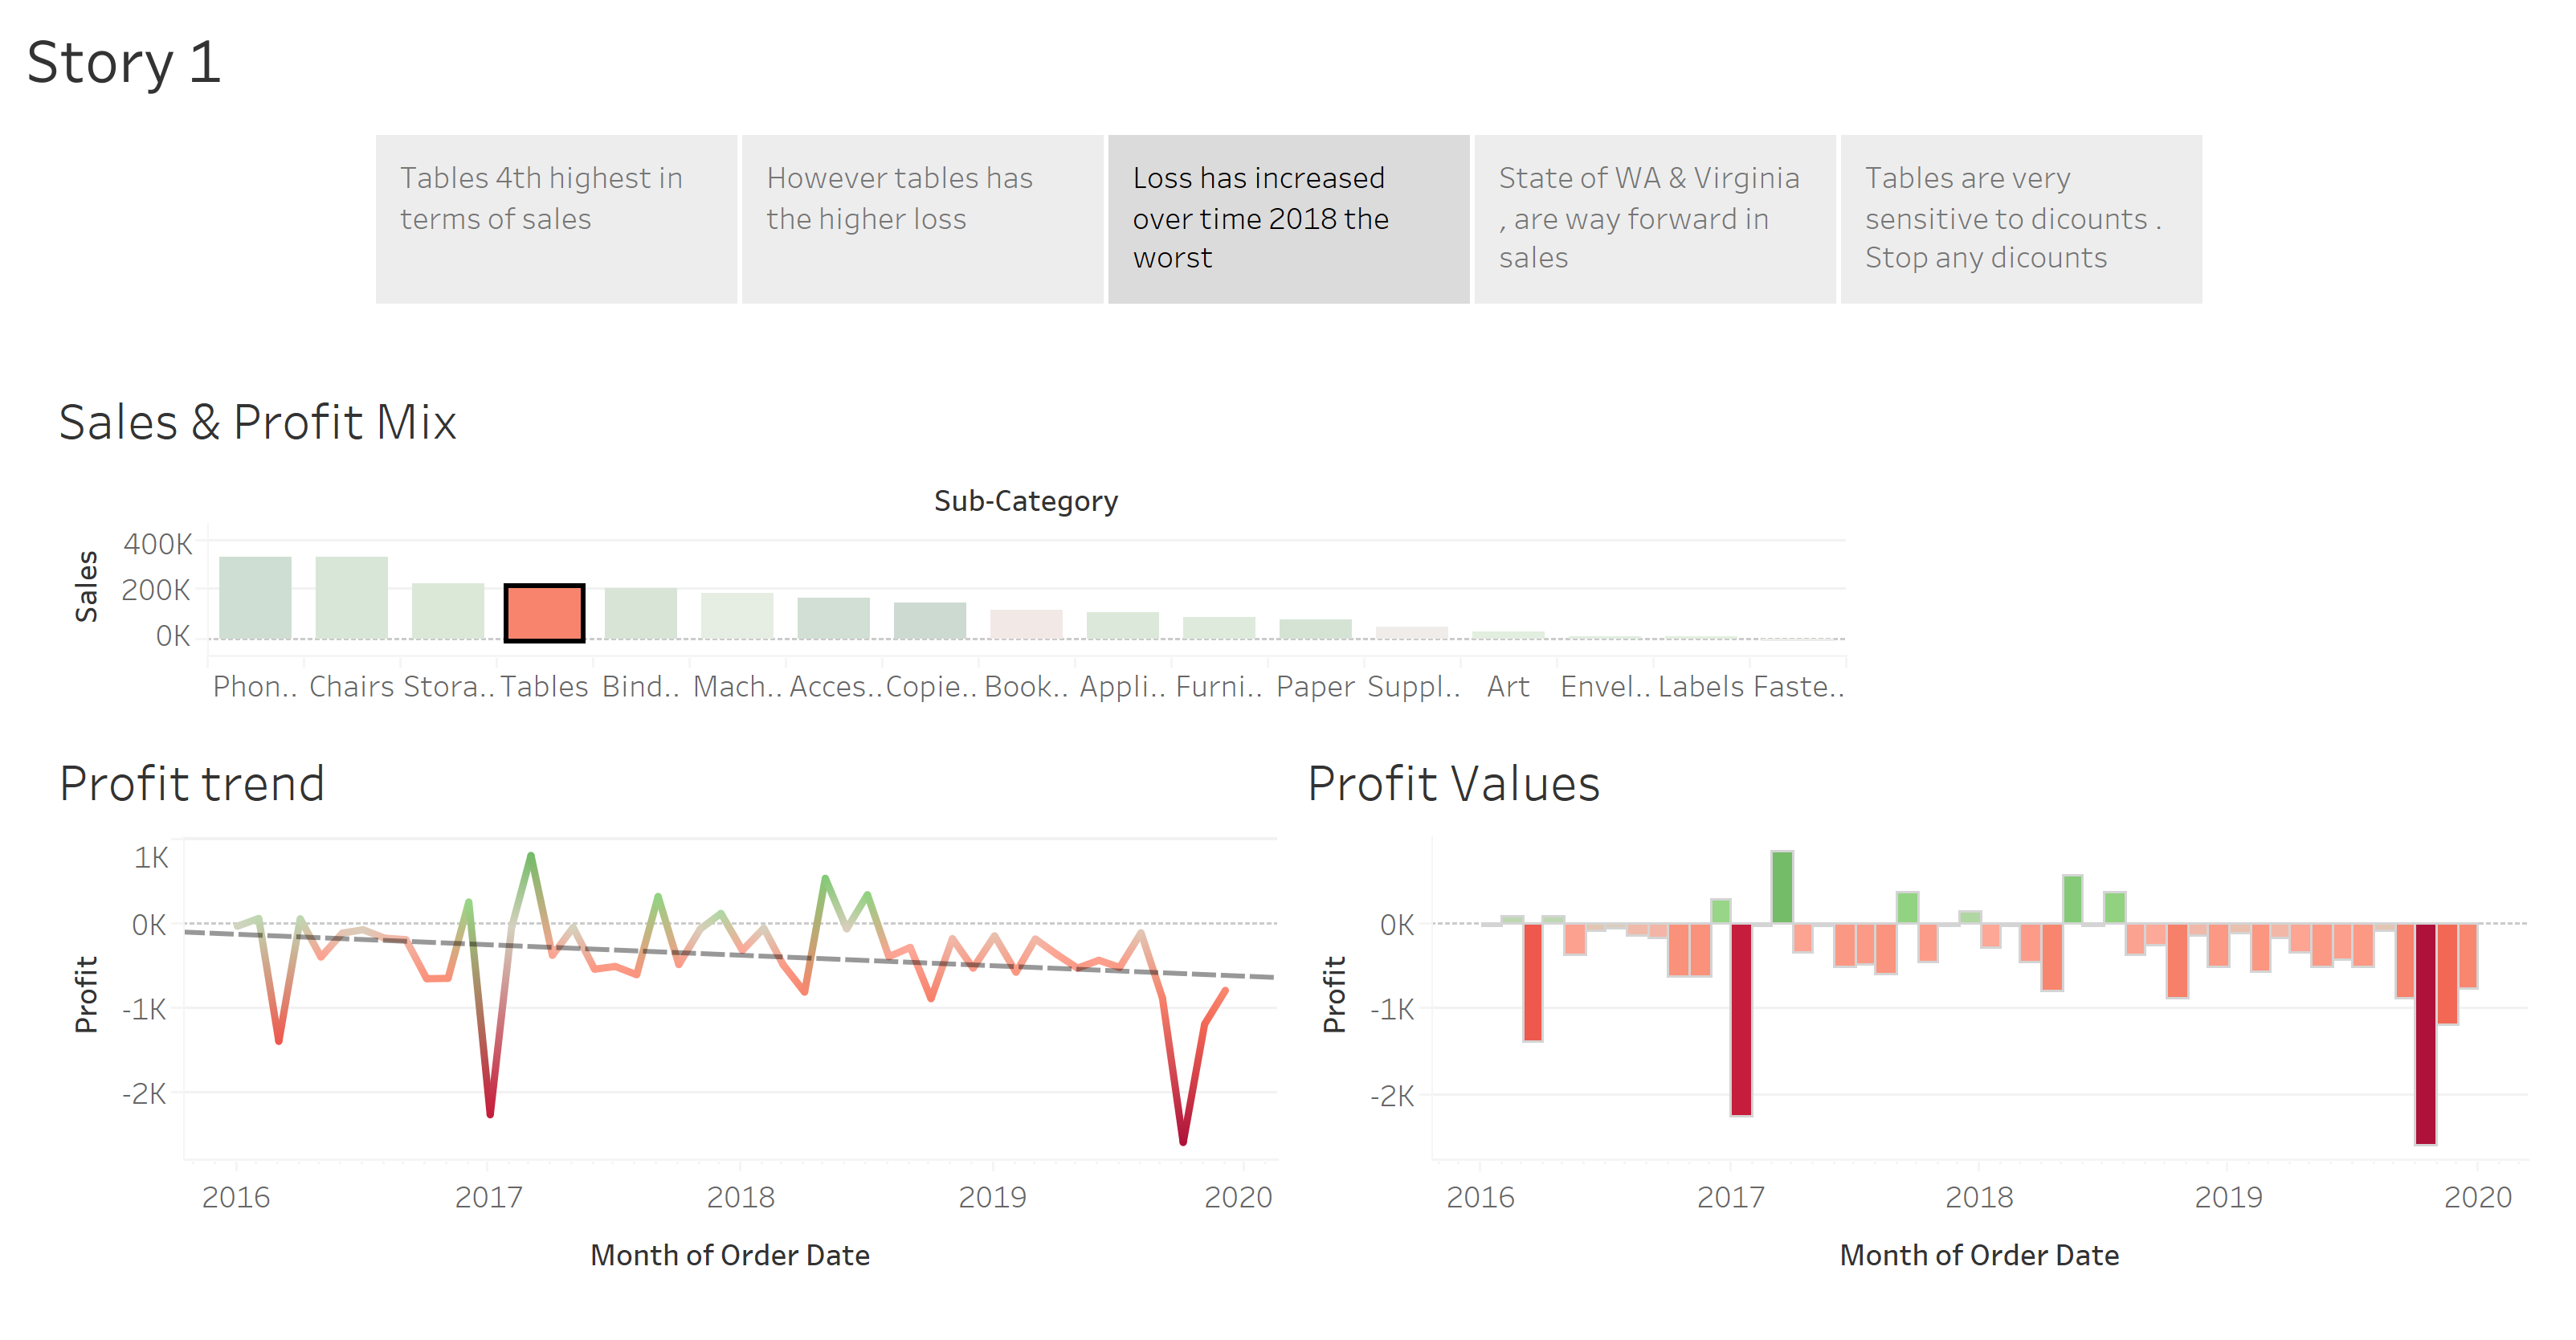 Story 1
Tables 4th highest in
terms of sales
However tables has
the higher loss
Loss has increased
over time 2018 the
worst
State of WA & Virginia
, are way forward in
sales
Tables are very
sensitive to dicounts .
Stop any dicounts
Sales & Profit Mix
Sub-Category
Sales
400K
200K
0K
Phon.. Chairs Stora.. Tables Bind.. Mach.. Acces.. Copie.. Book.. Appli.. Furni.. Paper Suppl.. Art Envel.. Labels Faste..
Profit trend
Profit
1K
0K
-1K
-2K
2016 2017 2018 2019 2020
Month of Order Date
Profit Values
Profit
0K
-1K
-2K
2016 2017 2018 2019 2020
Month of Order Date